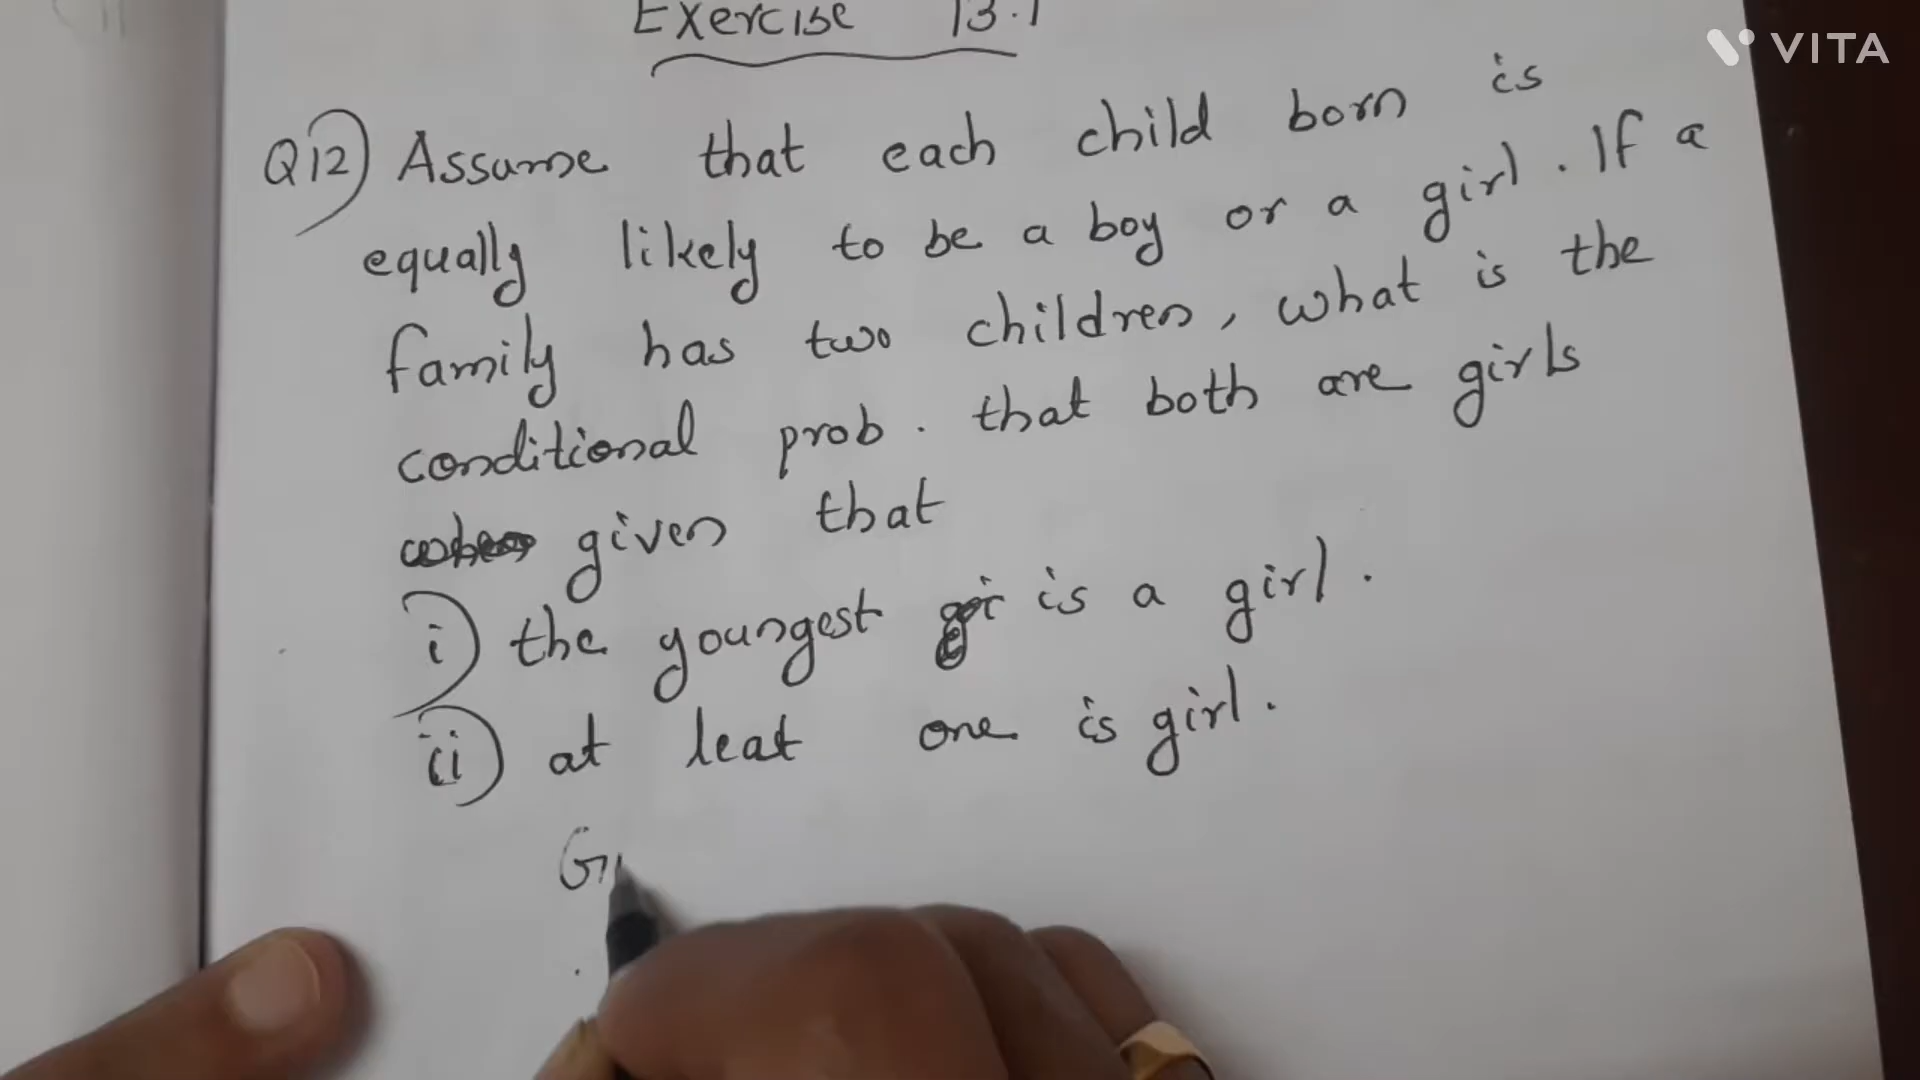 Exercise 13.1
VITA
Q12) Assume that each child born is
equally likely to be a boy or a girl. If a
family has two children, what is the
conditional prob. that both are girls
given that
i) the youngest is a girl.
ii) at leat one is girl.